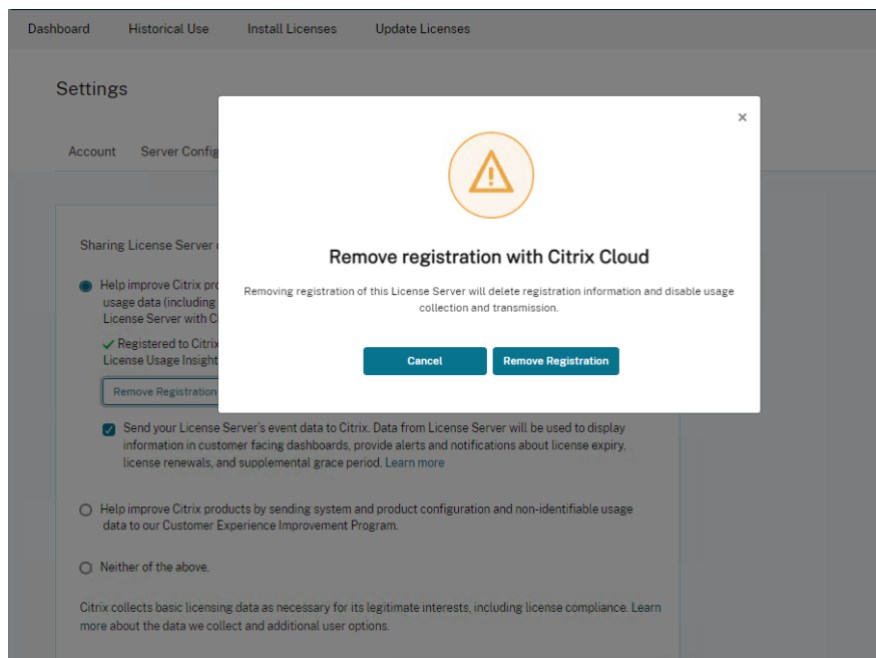 Dashboard Historical Use Install Licenses Update Licenses
Settings
Account Server Config
×
Remove registration with Citrix Cloud
Removing registration of this License Server will delete registration information and disable usage
collection and transmission.
Cancel Remove Registration
Sharing License Server
Help improve Citrix pro
usage data (including
License Server with C
Registered to Citrix
License Usage Insight
Remove Registration
Send your License Server's event data to Citrix. Data from License Server will be used to display
information in customer facing dashboards, provide alerts and notifications about license expiry,
license renewals, and supplemental grace period. Learn more
Help improve Citrix products by sending system and product configuration and non-identifiable usage
data to our Customer Experience Improvement Program.
Neither of the above.
Citrix collects basic licensing data as necessary for its legitimate interests, including license compliance. Learn
more about the data we collect and additional user options.